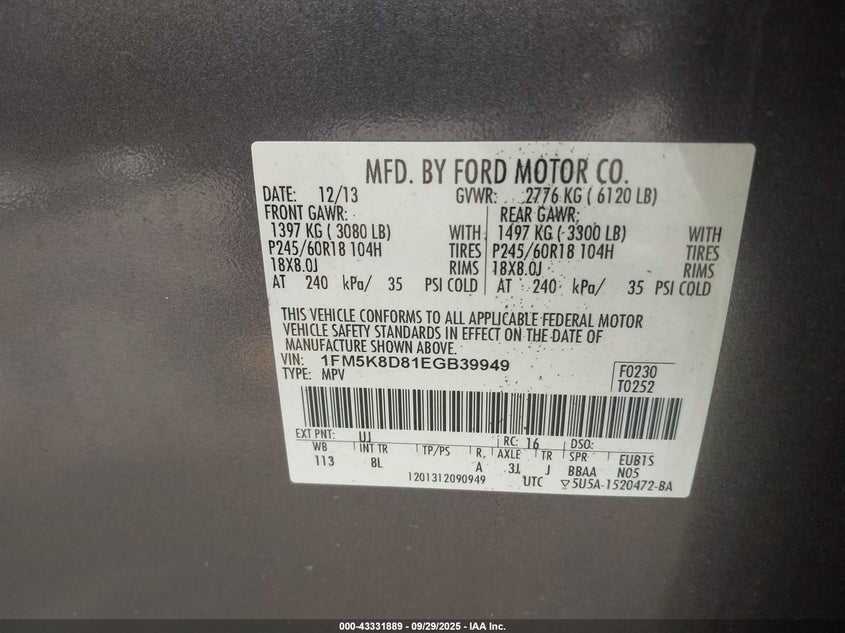 MFD. BY FORD MOTOR CO.
DATE: 12/13 GVWR: 2776 KG ( 6120 LB)
FRONT GAWR: REAR GAWR:
1397 KG ( 3080 LB) WITH 1497 KG ( 3300 LB) WITH
P245/60R18 104H TIRES P245/60R18 104H TIRES
18X8.0J RIMS 18X8.0J RIMS
AT 240 kPa/ 35 PSI COLD AT 240 kPa/ 35 PSI COLD
THIS VEHICLE CONFORMS TO ALL APPLICABLE FEDERAL MOTOR
VEHICLE SAFETY STANDARDS IN EFFECT ON THE DATE OF
MANUFACTURE SHOWN ABOVE.
VIN: 1FM5K8D81EGB39949
TYPE: MPV
F0230
T0252
EXT PNT: UJ RC: 16 DSO:
WB INT TR TP/PS R. AXLE TR SPR EUB1S
113 8L A 3L J BBAA N05
1201312090949 UTC 5U5A-1520472-BA
000-43331889 - 09/29/2025 - IAA Inc.